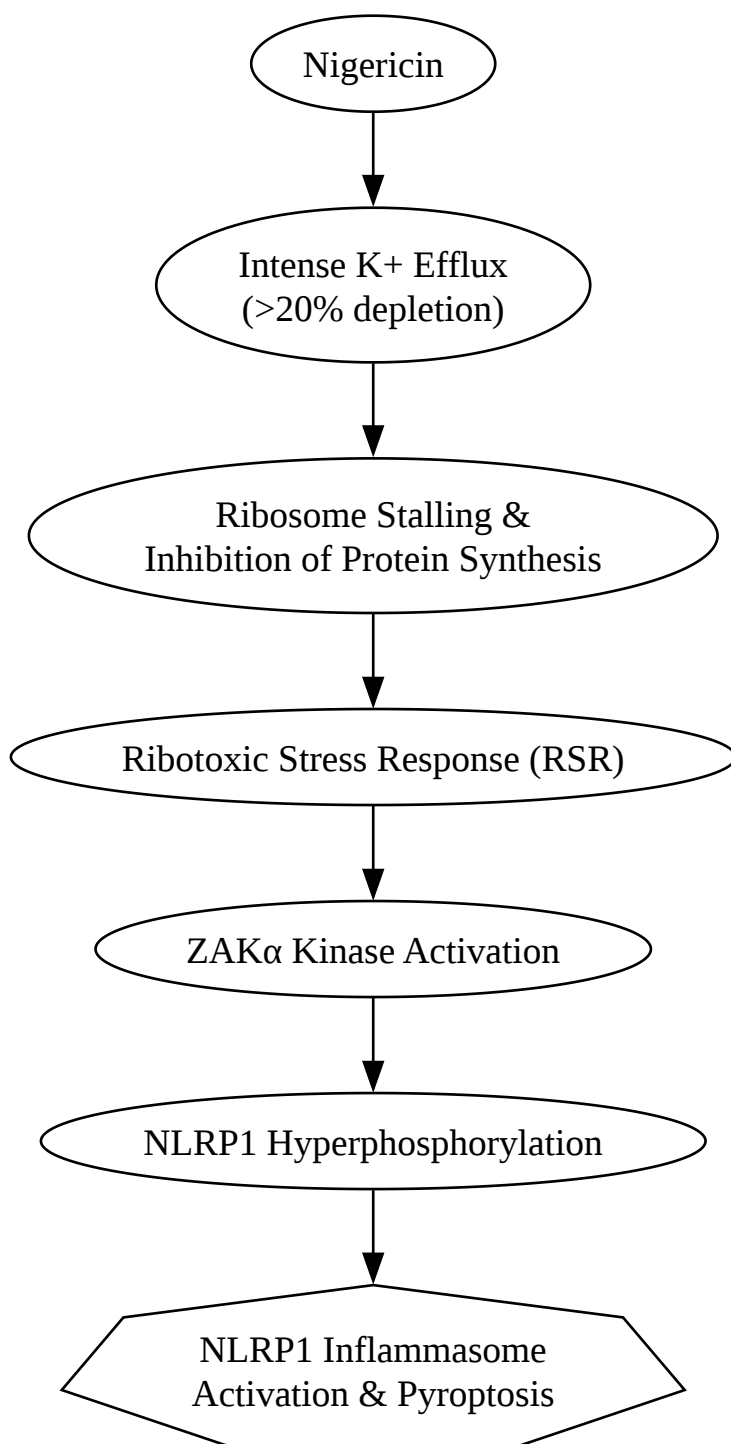 Nigericin
Intense K+ Efflux
(>20% depletion)
Ribosome Stalling &
Inhibition of Protein Synthesis
Ribotoxic Stress Response (RSR)
ZAKα Kinase Activation
NLRP1 Hyperphosphorylation
NLRP1 Inflammasome
Activation & Pyroptosis